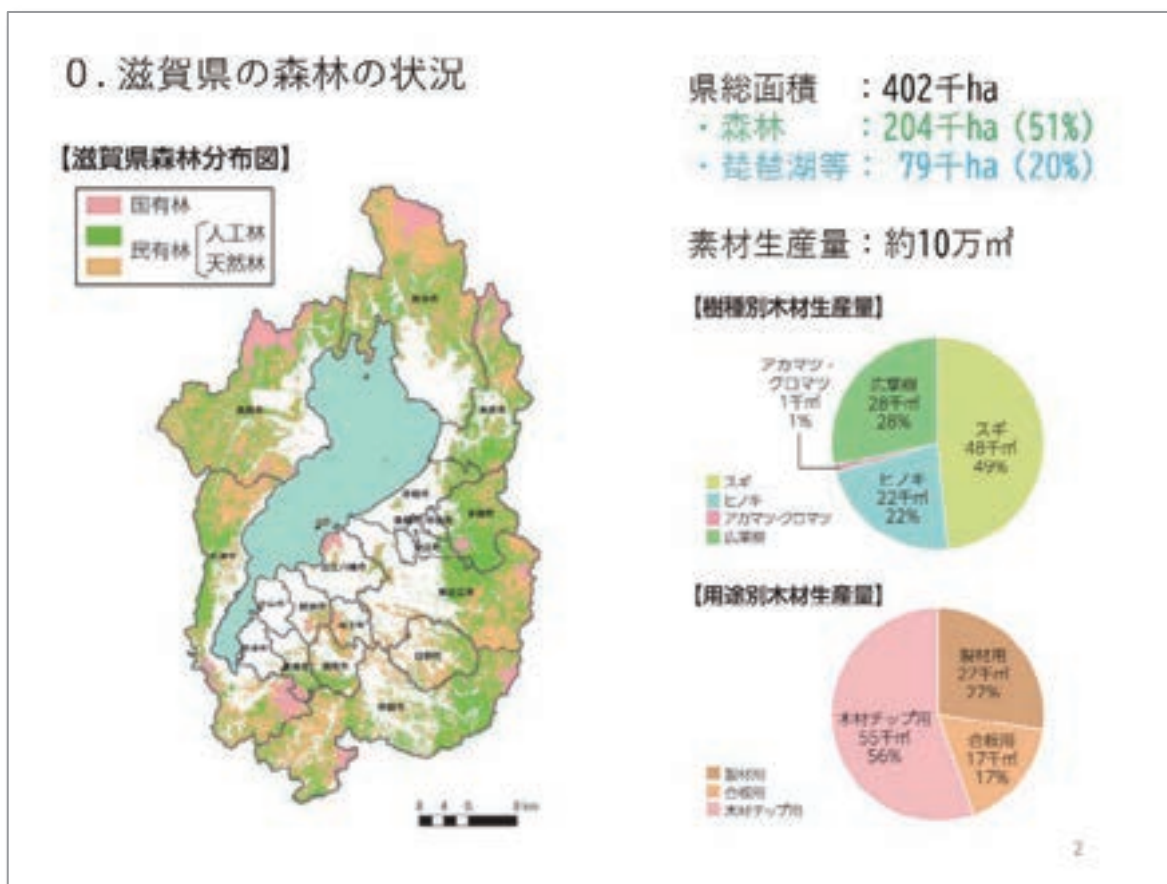 0．滋賀県の森林の状況
【滋賀県森林分布図】
国有林
民有林
人工林
天然林
県総面積　：402千ha
・森林　　：204千ha（51%）
・琵琶湖等：79千ha（20%）
素材生産量：約10万㎥
【樹種別木材生産量】
アカマツ・
クロマツ
1千㎥
1%
広葉樹
28千㎥
28%
スギ
48千㎥
49%
ヒノキ
22千㎥
22%
スギ
ヒノキ
アカマツ・クロマツ
広葉樹
【用途別木材生産量】
製材用
27千㎥
27%
合板用
17千㎥
17%
木材チップ用
55千㎥
56%
製材用
合板用
木材チップ用
日野町
2